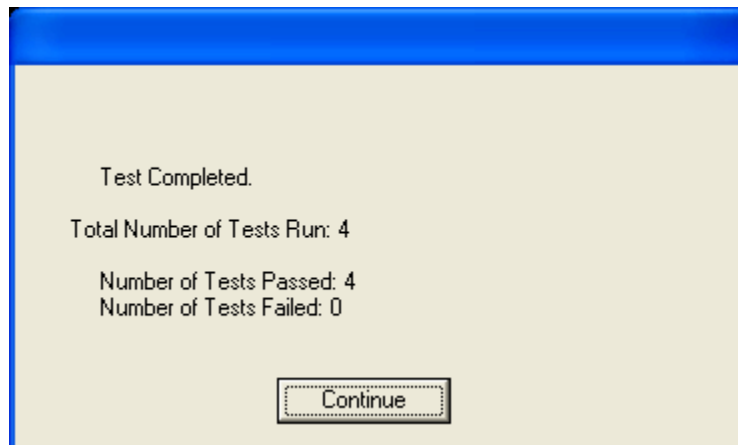 Test Completed.
Total Number of Tests Run: 4
Number of Tests Passed: 4
Number of Tests Failed: 0
Continue